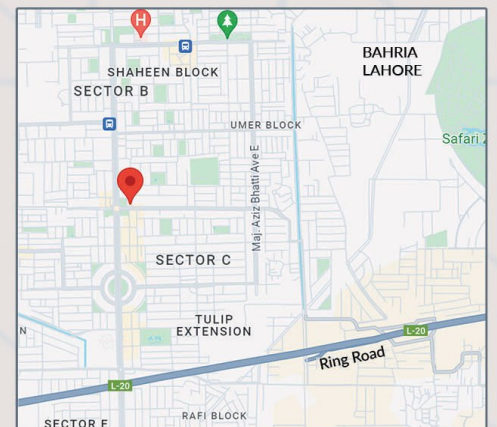 H
BAHRIA
LAHORE
SHAHEEN BLOCK
SECTOR B
UMER BLOCK
Safari
Maj. Aziz Bhatti Ave E
SECTOR C
TULIP
EXTENSION
N
L-20
Ring Road
L-20
RAFI BLOCK
SECTOR F